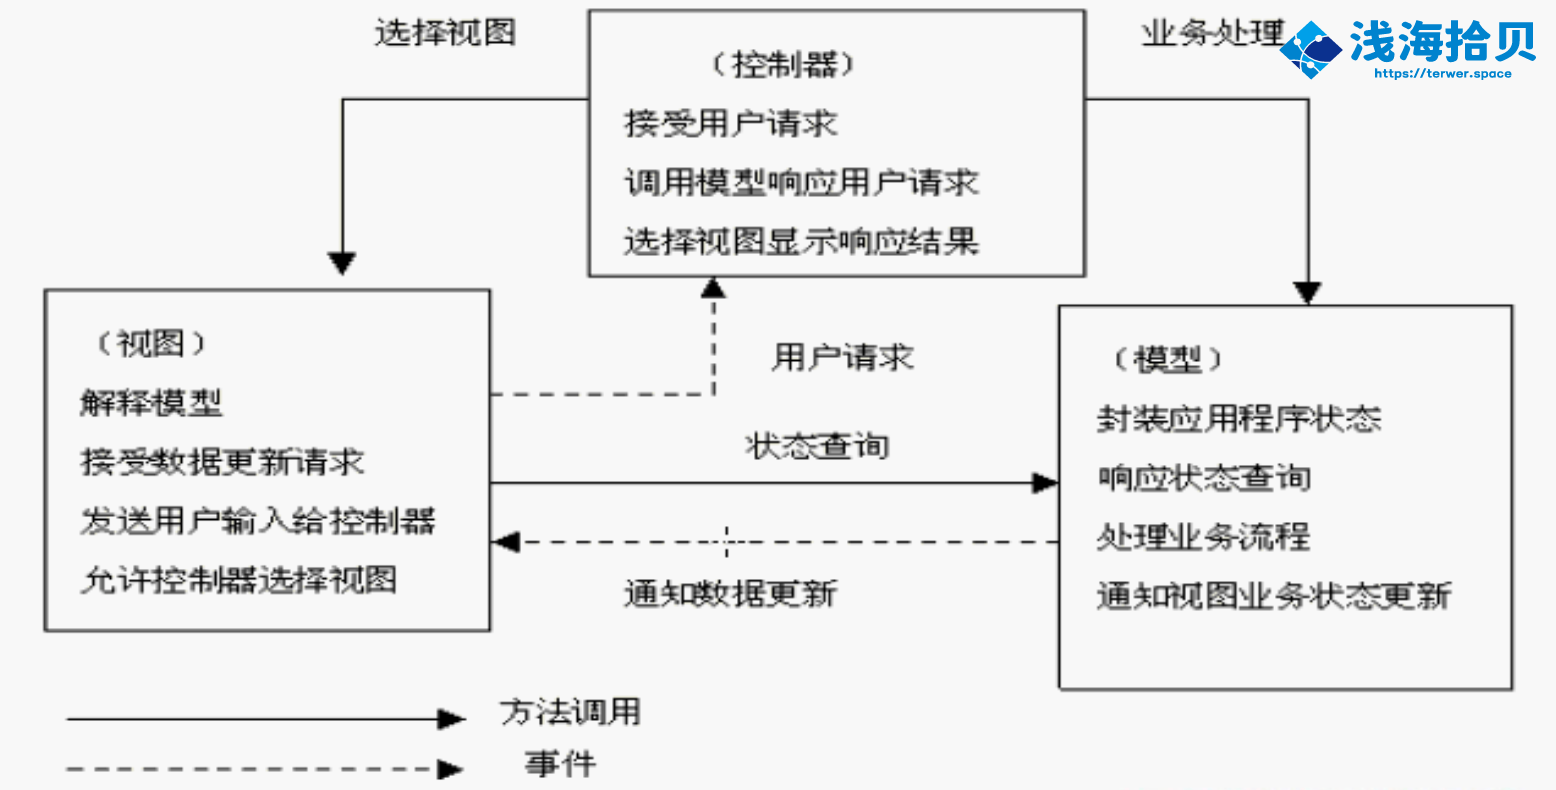 选择视图
业务处理
浅海拾贝
https://terwer.space
（控制器）
接受用户请求
调用模型响应用户请求
选择视图显示响应结果
（视图）
解释模型
接受数据更新请求
发送用户输入给控制器
允许控制器选择视图
用户请求
状态查询
通知数据更新
（模型）
封装应用程序状态
响应状态查询
处理业务流程
通知视图业务状态更新
方法调用
事件